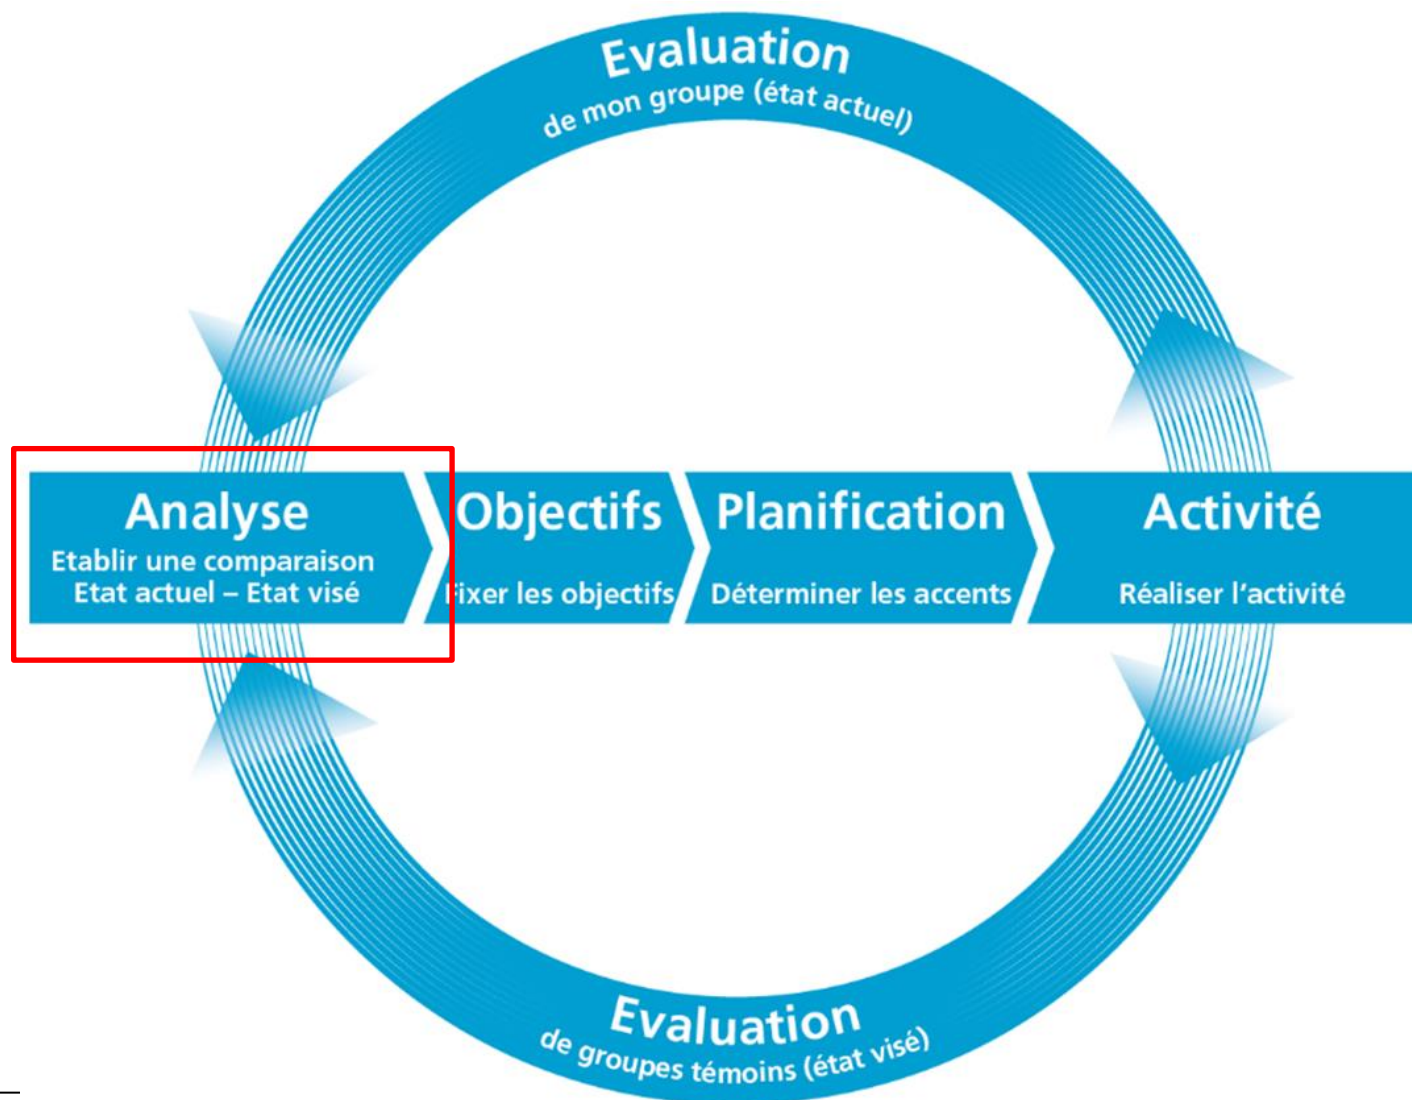 Evaluation
de mon groupe (état actuel)
Analyse
Etablir une comparaison
Etat actuel – Etat visé
Objectifs
Fixer les objectifs
Planification
Déterminer les accents
Activité
Réaliser l’activité
Evaluation
de groupes témoins (état visé)